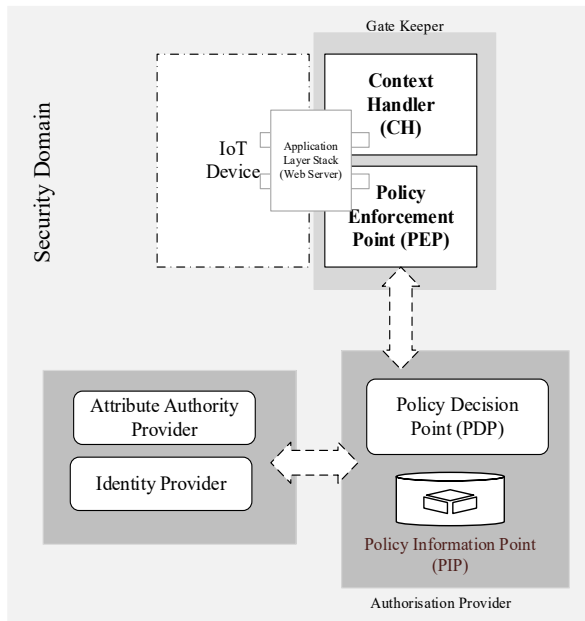 Gate Keeper
Security Domain
Context
Handler
(CH)
IoT
Device
Application
Layer Stack
(Web Server)
Policy
Enforcement
Point (PEP)
Attribute Authority
Provider
Identity Provider
Policy Decision
Point (PDP)
Policy Information Point
(PIP)
Authorisation Provider